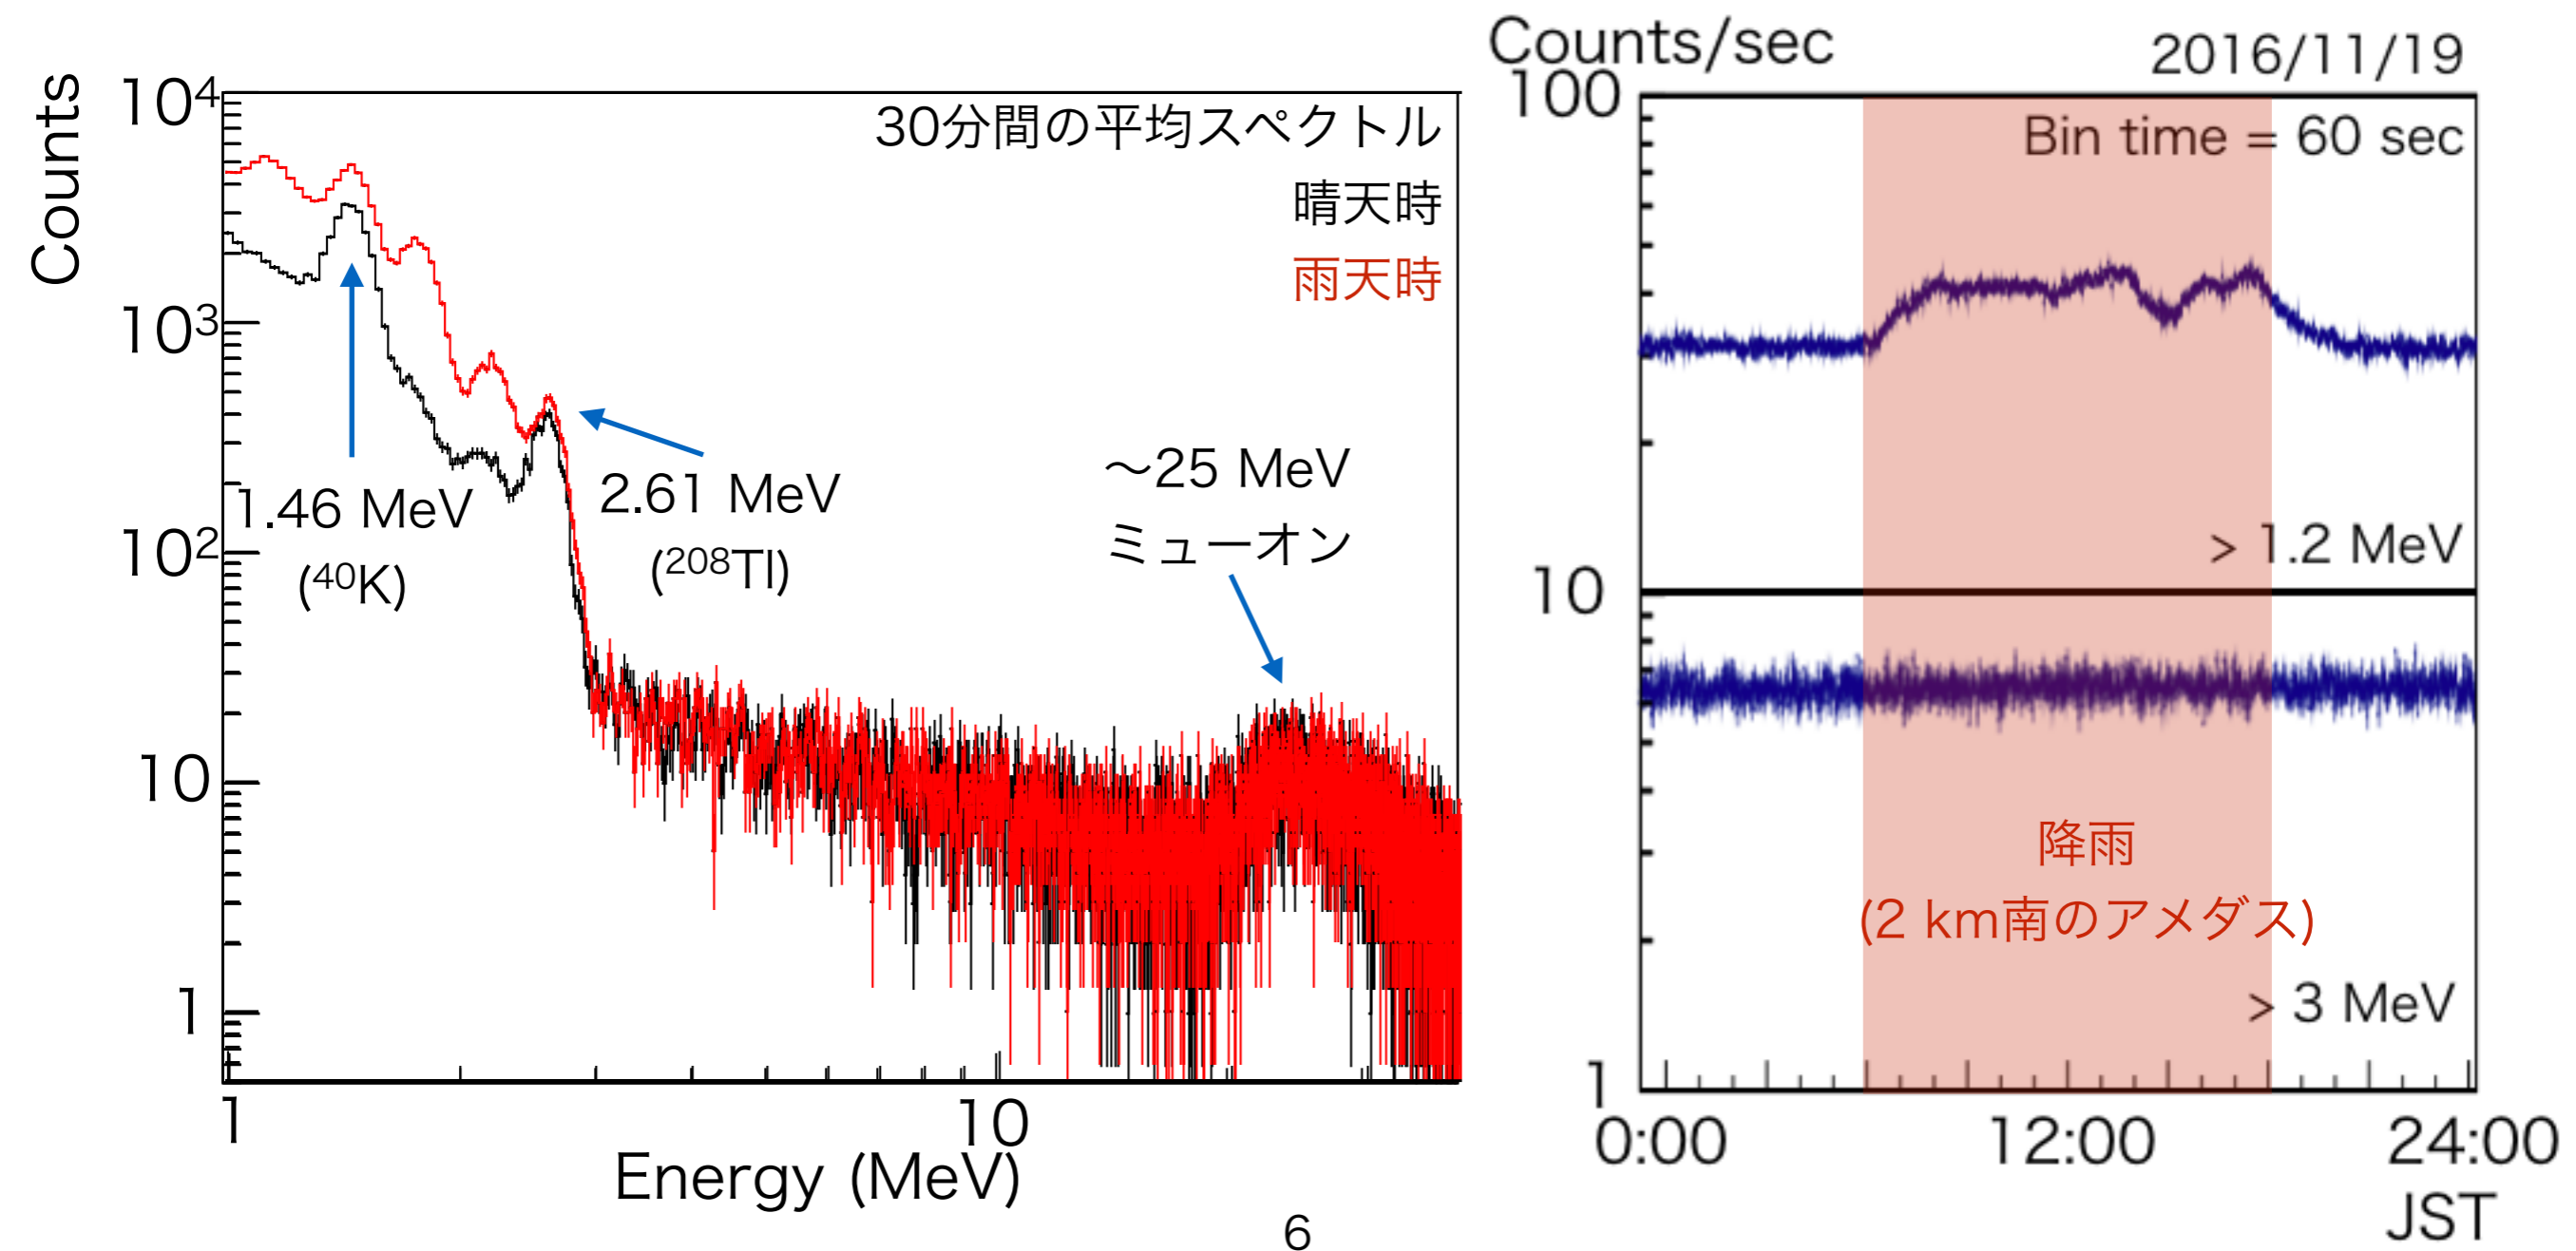 Counts
10⁴
10³
10²
10
1
30分間の平均スペクトル
晴天時
雨天時
1.46 MeV
(⁴⁰K)
2.61 MeV
(²⁰⁸Tl)
〜25 MeV
ミューオン
1
10
Energy (MeV)
Counts/sec
2016/11/19
100
Bin time = 60 sec
> 1.2 MeV
10
降雨
(2 km南のアメダス)
> 3 MeV
1
0:00
12:00
24:00
JST
6